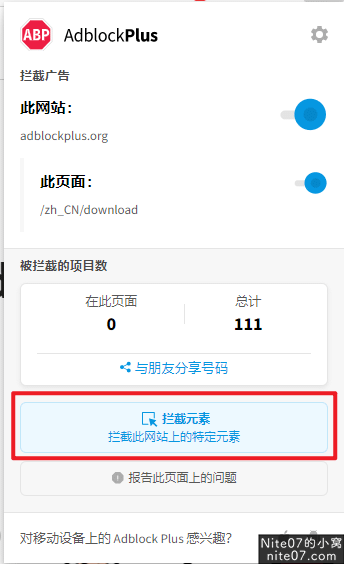 ABP AdblockPlus
拦截广告
此网站：
adblockplus.org
此页面：
/zh_CN/download
被拦截的项目数
在此页面 总计
0 111
与朋友分享号码
拦截元素
拦截此网站上的特定元素
报告此页面上的问题
对移动设备上的 Adblock Plus 感兴趣？
Nite07的小窝
nite07.com